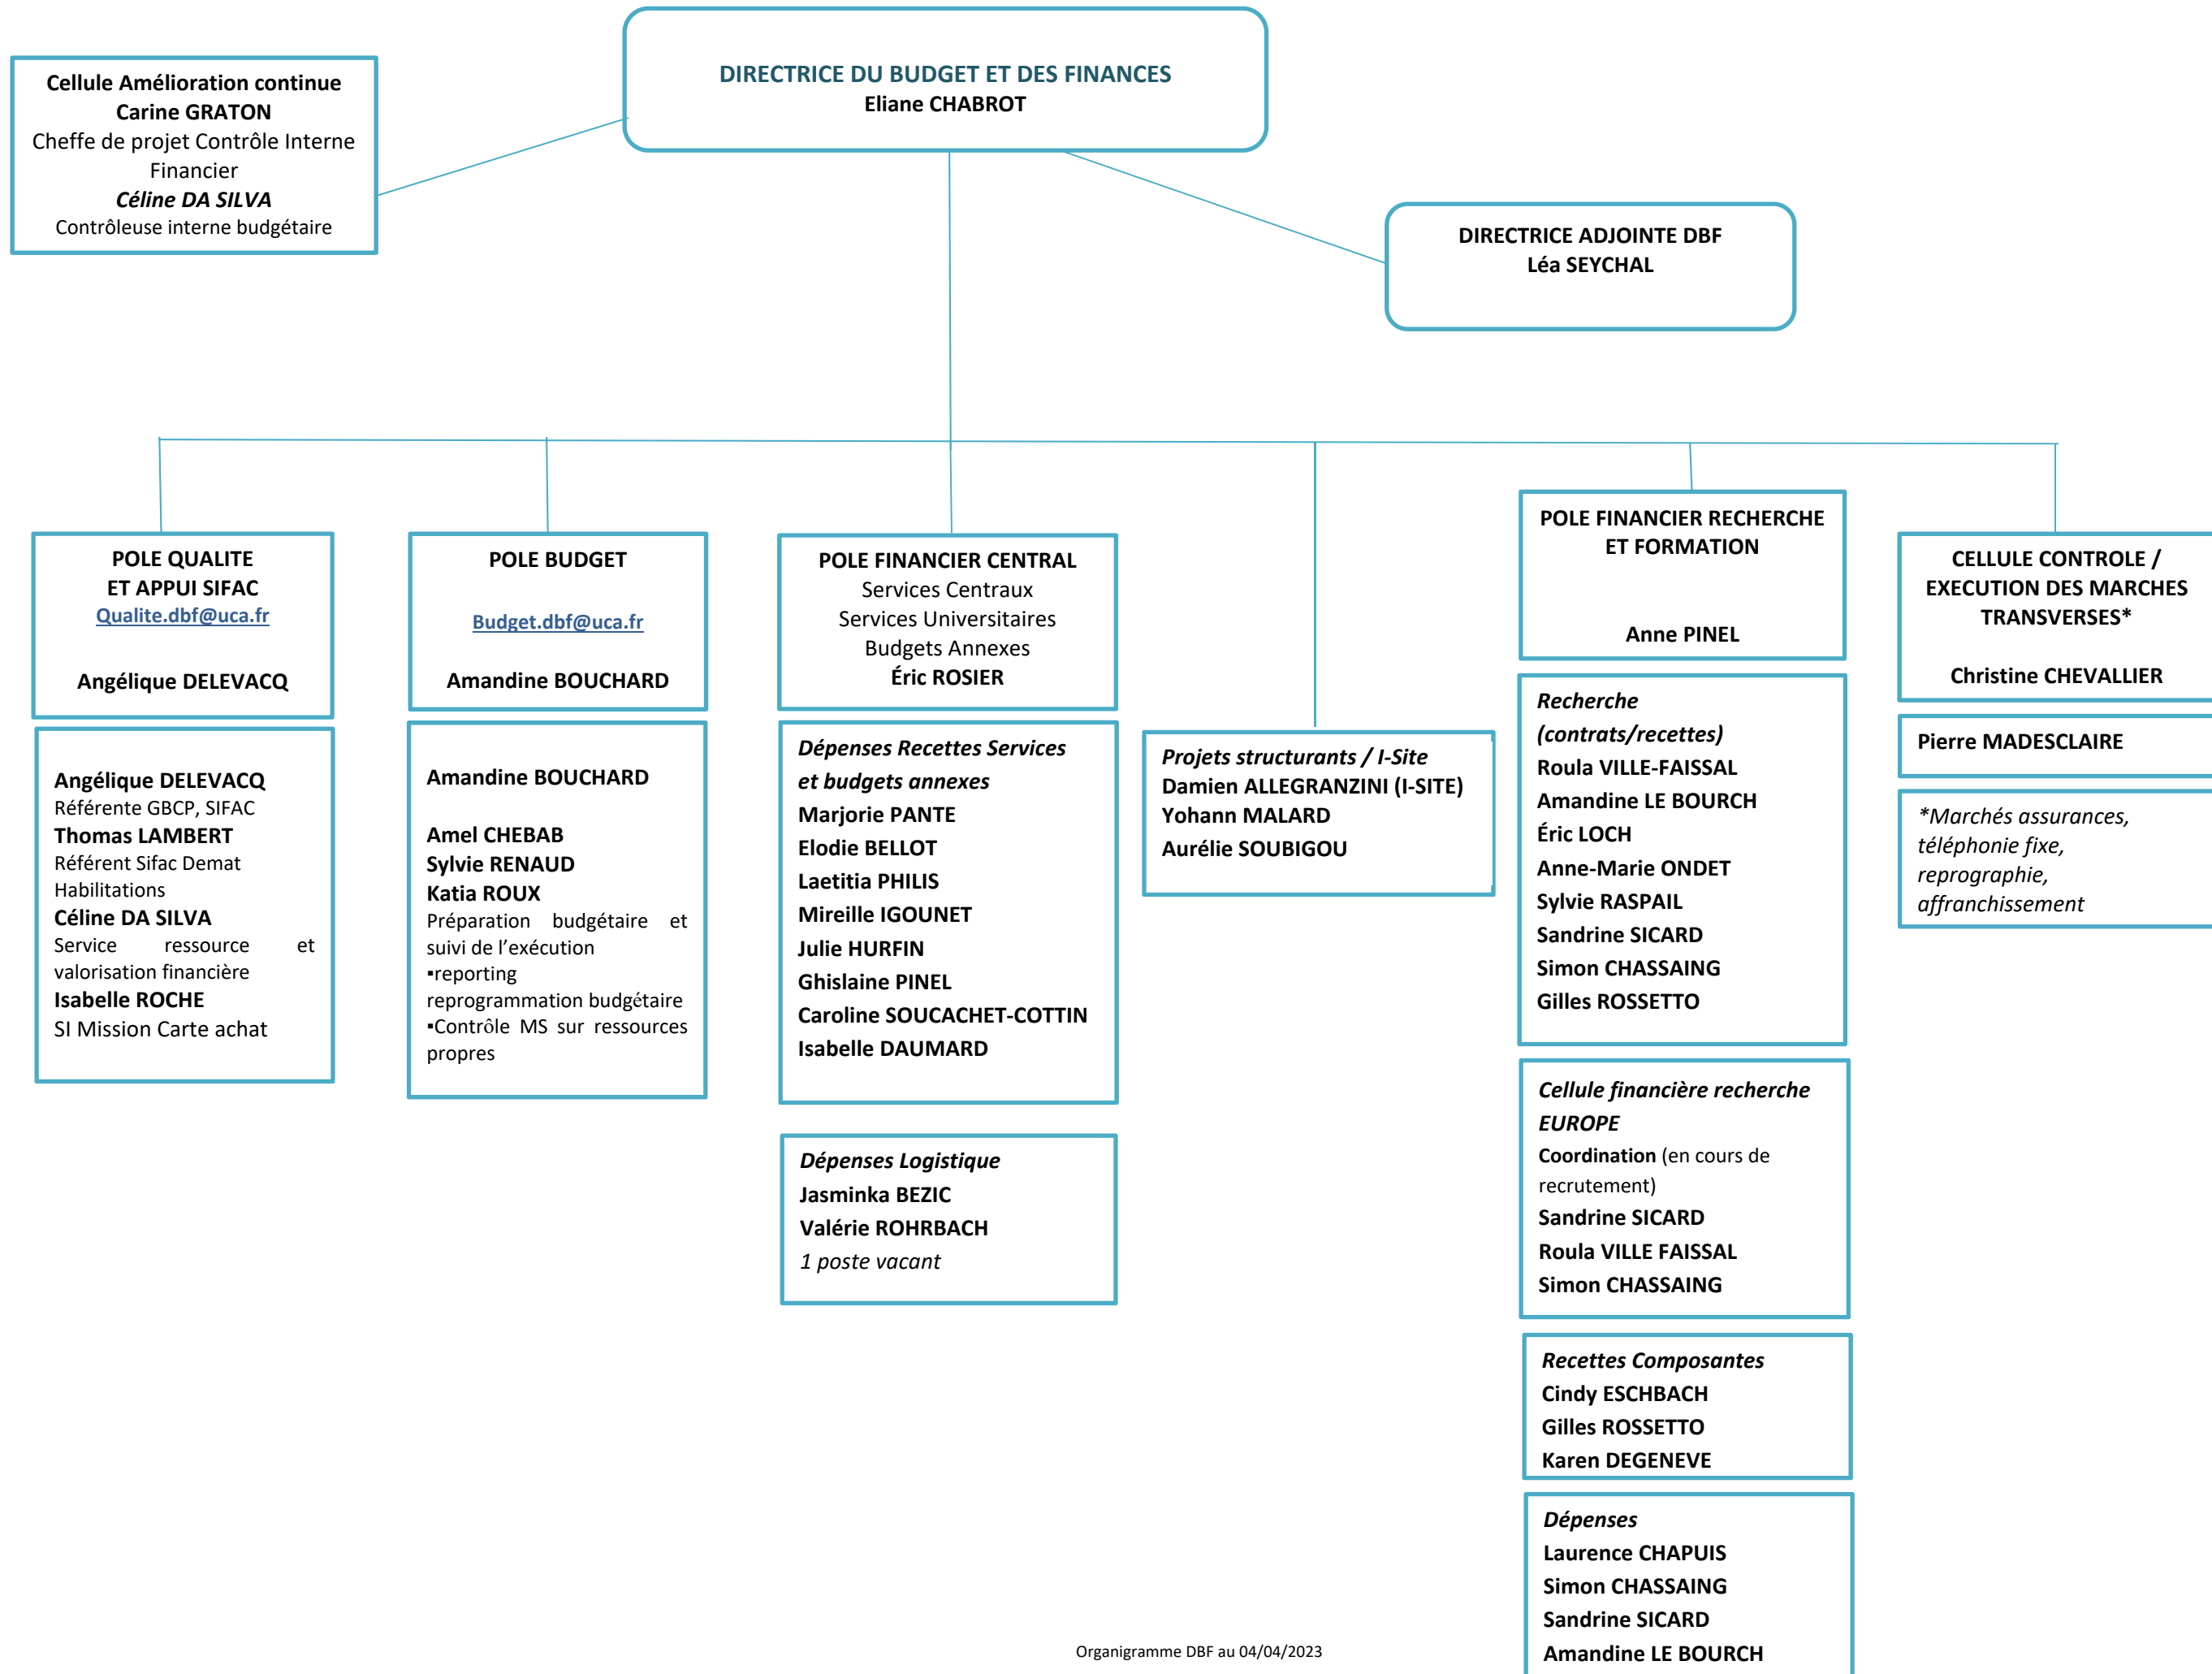 Cellule Amélioration continue
Carine GRATON
Cheffe de projet Contrôle Interne
Financier
Céline DA SILVA
Contrôleuse interne budgétaire
DIRECTRICE DU BUDGET ET DES FINANCES
Eliane CHABROT
DIRECTRICE ADJOINTE DBF
Léa SEYCHAL
POLE QUALITE
ET APPUI SIFAC
Qualite.dbf@uca.fr
Angélique DELEVACQ
Angélique DELEVACQ
Référente GBCP, SIFAC
Thomas LAMBERT
Référent Sifac Demat
Habilitations
Céline DA SILVA
Service ressource et
valorisation financière
Isabelle ROCHE
SI Mission Carte achat
POLE BUDGET
Budget.dbf@uca.fr
Amandine BOUCHARD
Amandine BOUCHARD
Amel CHEBAB
Sylvie RENAUD
Katia ROUX
Préparation budgétaire et
suivi de l'exécution
▪reporting
reprogrammation budgétaire
▪Contrôle MS sur ressources
propres
POLE FINANCIER CENTRAL
Services Centraux
Services Universitaires
Budgets Annexes
Éric ROSIER
Dépenses Recettes Services
et budgets annexes
Marjorie PANTE
Elodie BELLOT
Laetitia PHILIS
Mireille IGOUNET
Julie HURFIN
Ghislaine PINEL
Caroline SOUCACHET-COTTIN
Isabelle DAUMARD
Dépenses Logistique
Jasminka BEZIC
Valérie ROHRBACH
1 poste vacant
Projets structurants / I-Site
Damien ALLEGRANZINI (I-SITE)
Yohann MALARD
Aurélie SOUBIGOU
POLE FINANCIER RECHERCHE
ET FORMATION
Anne PINEL
Recherche
(contrats/recettes)
Roula VILLE-FAISSAL
Amandine LE BOURCH
Éric LOCH
Anne-Marie ONDET
Sylvie RASPAIL
Sandrine SICARD
Simon CHASSAING
Gilles ROSSETTO
Cellule financière recherche
EUROPE
Coordination (en cours de
recrutement)
Sandrine SICARD
Roula VILLE FAISSAL
Simon CHASSAING
Recettes Composantes
Cindy ESCHBACH
Gilles ROSSETTO
Karen DEGENEVE
Dépenses
Laurence CHAPUIS
Simon CHASSAING
Sandrine SICARD
Amandine LE BOURCH
CELLULE CONTROLE /
EXECUTION DES MARCHES
TRANSVERSES*
Christine CHEVALLIER
Pierre MADESCLAIRE
*Marchés assurances,
téléphonie fixe,
reprographie,
affranchissement
Organigramme DBF au 04/04/2023